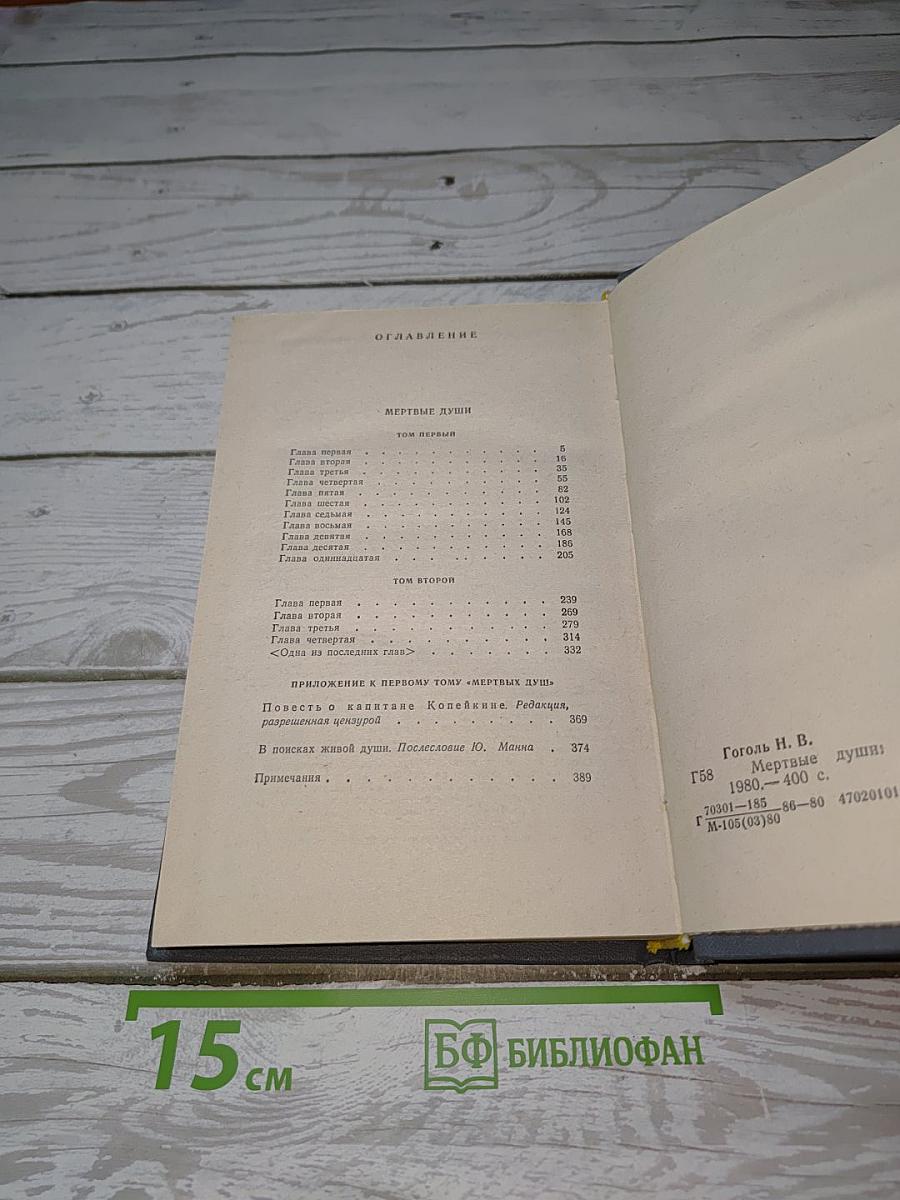 ОГЛАВЛЕНИЕ
МЕРТВЫЕ ДУШИ
ТОМ ПЕРВЫЙ
Глава первая . . . . . . . . . . . 5
Глава вторая . . . . . . . . . . . 16
Глава третья . . . . . . . . . . . 35
Глава четвертая . . . . . . . . . . 55
Глава пятая . . . . . . . . . . . 82
Глава шестая . . . . . . . . . . . 102
Глава седьмая . . . . . . . . . . . 124
Глава восьмая . . . . . . . . . . . 145
Глава девятая . . . . . . . . . . . 168
Глава десятая . . . . . . . . . . . 186
Глава одиннадцатая . . . . . . . . 205
ТОМ ВТОРОЙ
Глава первая . . . . . . . . . . . 239
Глава вторая . . . . . . . . . . . 269
Глава третья . . . . . . . . . . . 279
Глава четвертая . . . . . . . . . . 314
<Одна из последних глав> . . . . . . . 332
ПРИЛОЖЕНИЕ К ПЕРВОМУ ТОМУ «МЕРТВЫХ ДУШ»
Повесть о капитане Копейкине. Редакция,
разрешенная цензурой . . . . . . . . . 369
В поисках живой души. Послесловие Ю. Манна . 374
Примечания . . . . . . . . . . . . 389
Гоголь Н. В.
Г58 Мертвые души:
1980.—400 с.
Г 70301—185 —86—80 47020101
М-105(03)80
15 см
БФ БИБЛИОФАН